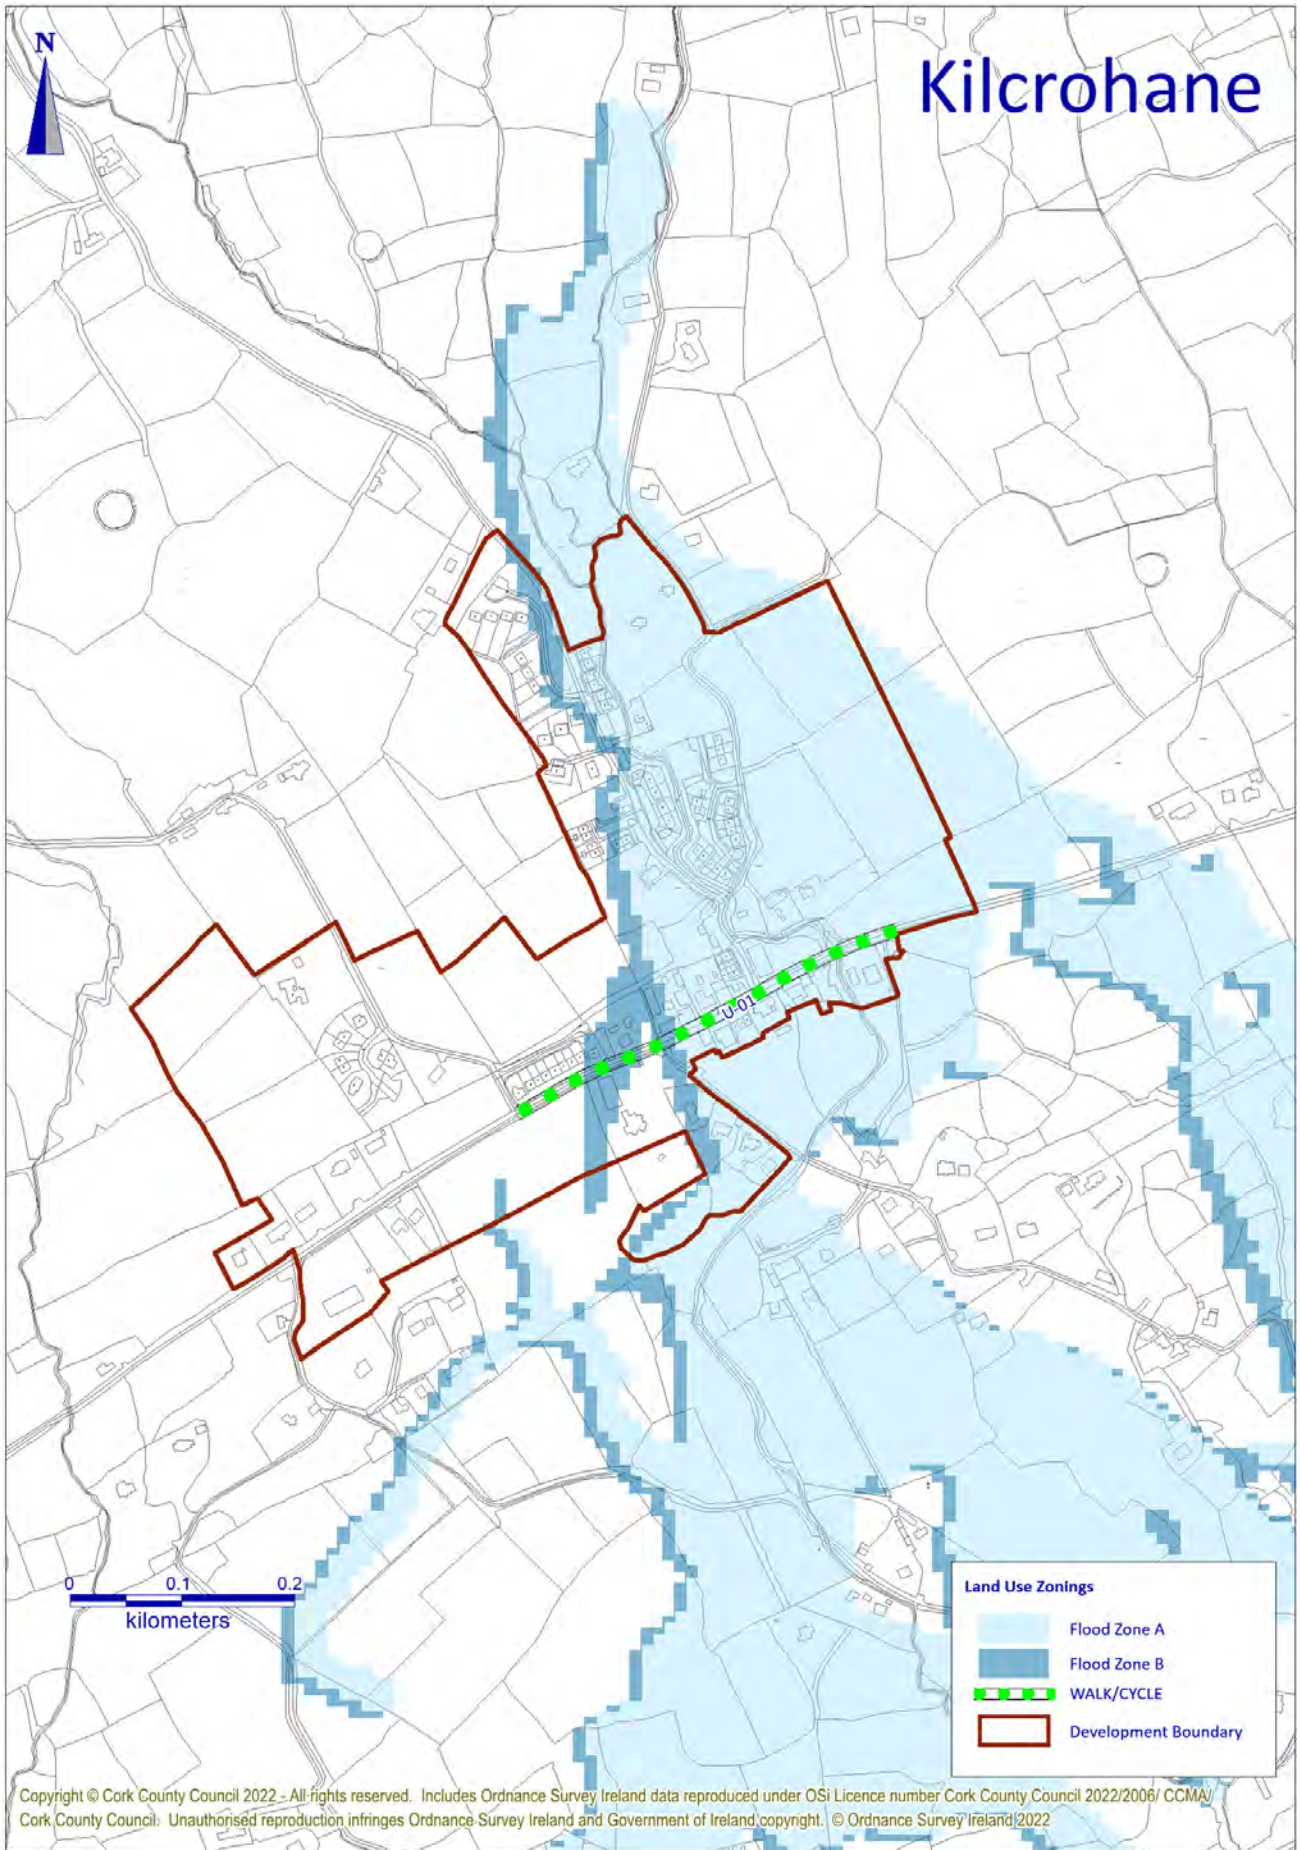 N
Kilcrohane
U-01
0 0.1 0.2
kilometers
Land Use Zonings
Flood Zone A
Flood Zone B
WALK/CYCLE
Development Boundary
Copyright © Cork County Council 2022 - All rights reserved. Includes Ordnance Survey Ireland data reproduced under OSi Licence number Cork County Council 2022/2006/ CCMA/
Cork County Council. Unauthorised reproduction infringes Ordnance Survey Ireland and Government of Ireland copyright. © Ordnance Survey Ireland 2022